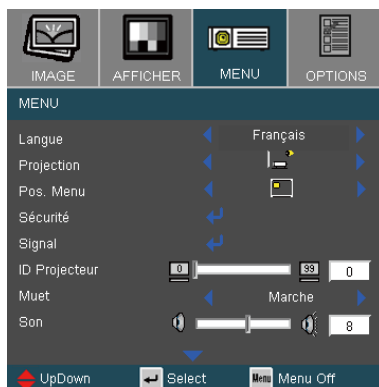 IMAGE AFFICHER MENU OPTIONS
MENU
Langue Français
Projection
Pos. Menu
Sécurité
Signal
ID Projecteur 0 99 0
Muet Marche
Son 8
UpDown Select Menu Menu Off